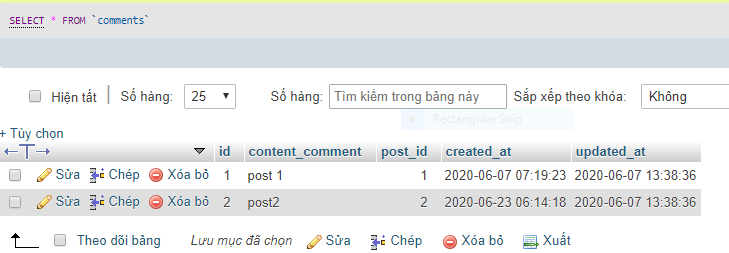 SELECT * FROM `comments`
Hiện tất Số hàng: 25 Số hàng: Tìm kiếm trong bảng này Sắp xếp theo khóa: Không
Rectangular Snip
+ Tùy chọn
←T→ id content_comment post_id created_at updated_at
Sửa Chép Xóa bỏ 1 post 1 1 2020-06-07 07:19:23 2020-06-07 13:38:36
Sửa Chép Xóa bỏ 2 post2 2 2020-06-23 06:14:18 2020-06-07 13:38:36
Theo dõi bảng Lưu mục đã chọn Sửa Chép Xóa bỏ Xuất